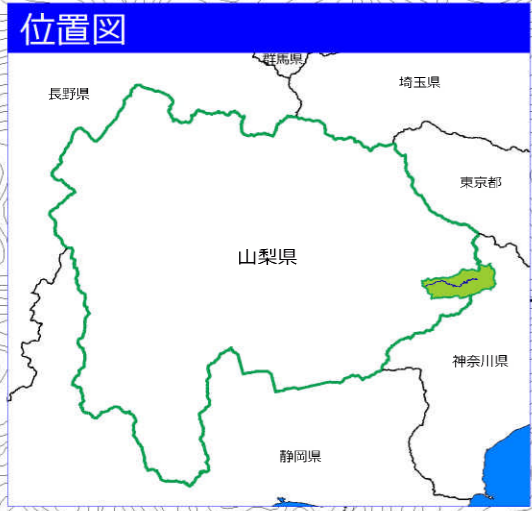 位置図
群馬県
埼玉県
長野県
東京都
山梨県
神奈川県
静岡県